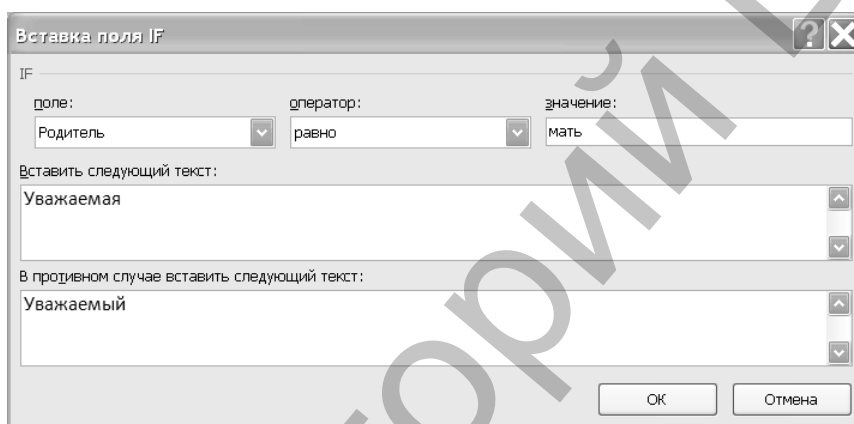 Вставка поля IF
IF
поле: оператор: значение:
Родитель равно мать
Вставить следующий текст:
Уважаемая
В противном случае вставить следующий текст:
Уважаемый
ОК Отмена